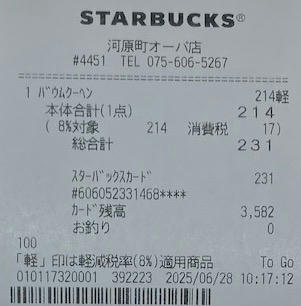 STARBUCKS®
河原町オーパ店
#4451 TEL 075-606-5267
1 ﾊﾞｳﾑｸｰﾍﾝ 214軽
本体合計(1点) 214
( 8%対象 214 消費税 17)
総合計 231
ｽﾀｰﾊﾞｯｸｽｶｰﾄﾞ 231
#606052331468****
ｶｰﾄﾞ残高 3,582
お釣り 0
100
「軽」印は軽減税率(8%)適用商品 To Go
010117320001 392223 2025/06/28 10:17:12